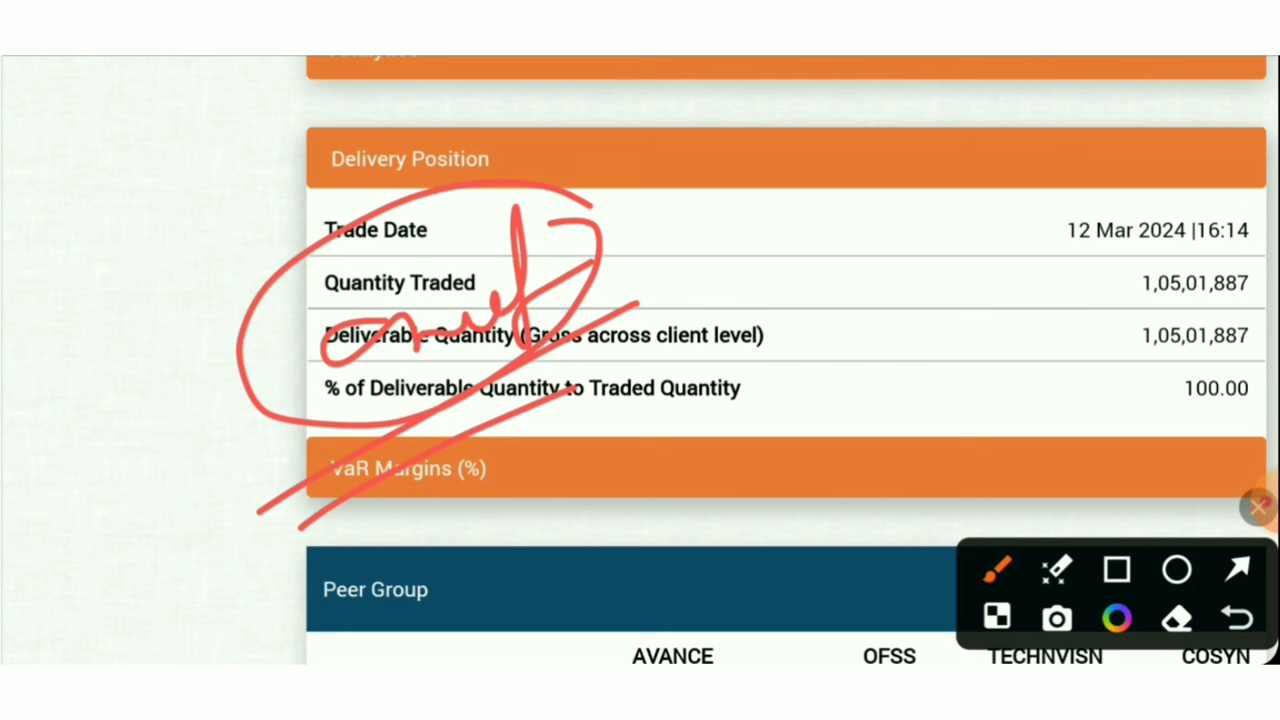 Delivery Position
Trade Date 12 Mar 2024 |16:14
Quantity Traded 1,05,01,887
Deliverable Quantity (Gross across client level) 1,05,01,887
% of Deliverable Quantity to Traded Quantity 100.00
VaR Margins (%)
Peer Group
AVANCE OFSS TECHNVISN COSYN